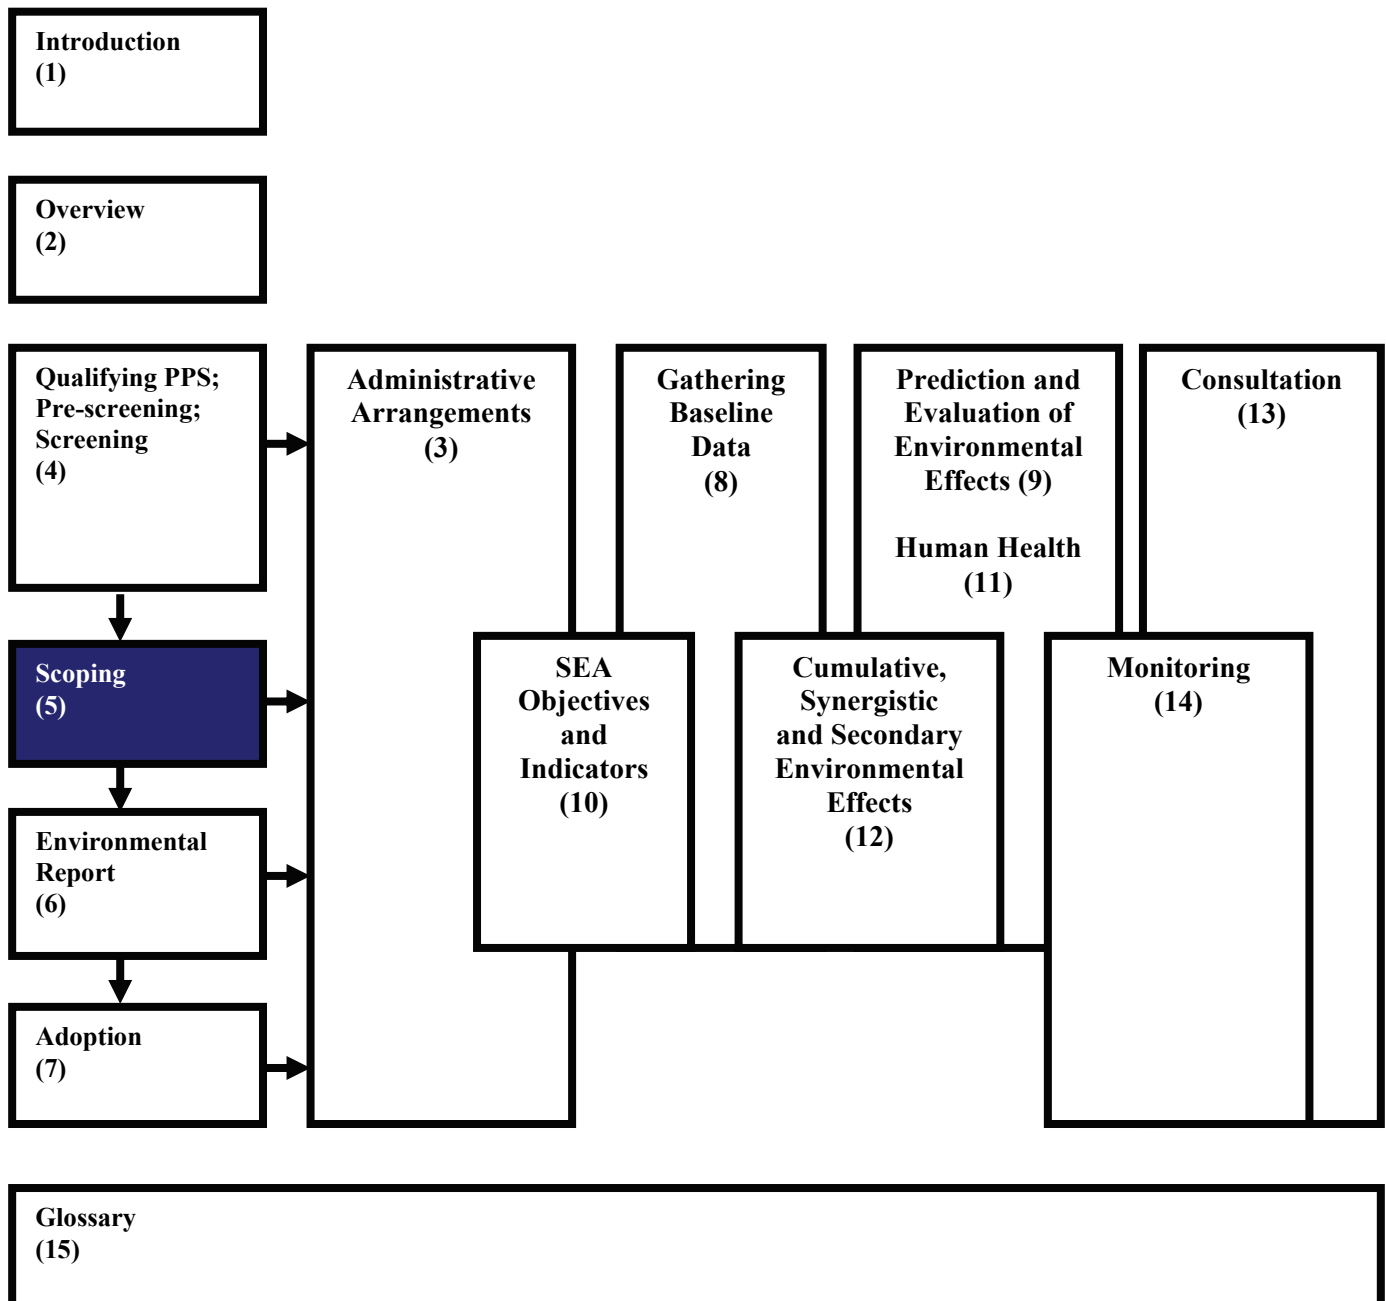 Introduction
(1)
Overview
(2)
Qualifying PPS;
Pre-screening;
Screening
(4)
Administrative
Arrangements
(3)
Gathering
Baseline
Data
(8)
Prediction and
Evaluation of
Environmental
Effects (9)
Human Health
(11)
Consultation
(13)
Scoping
(5)
SEA
Objectives
and
Indicators
(10)
Cumulative,
Synergistic
and Secondary
Environmental
Effects
(12)
Monitoring
(14)
Environmental
Report
(6)
Adoption
(7)
Glossary
(15)